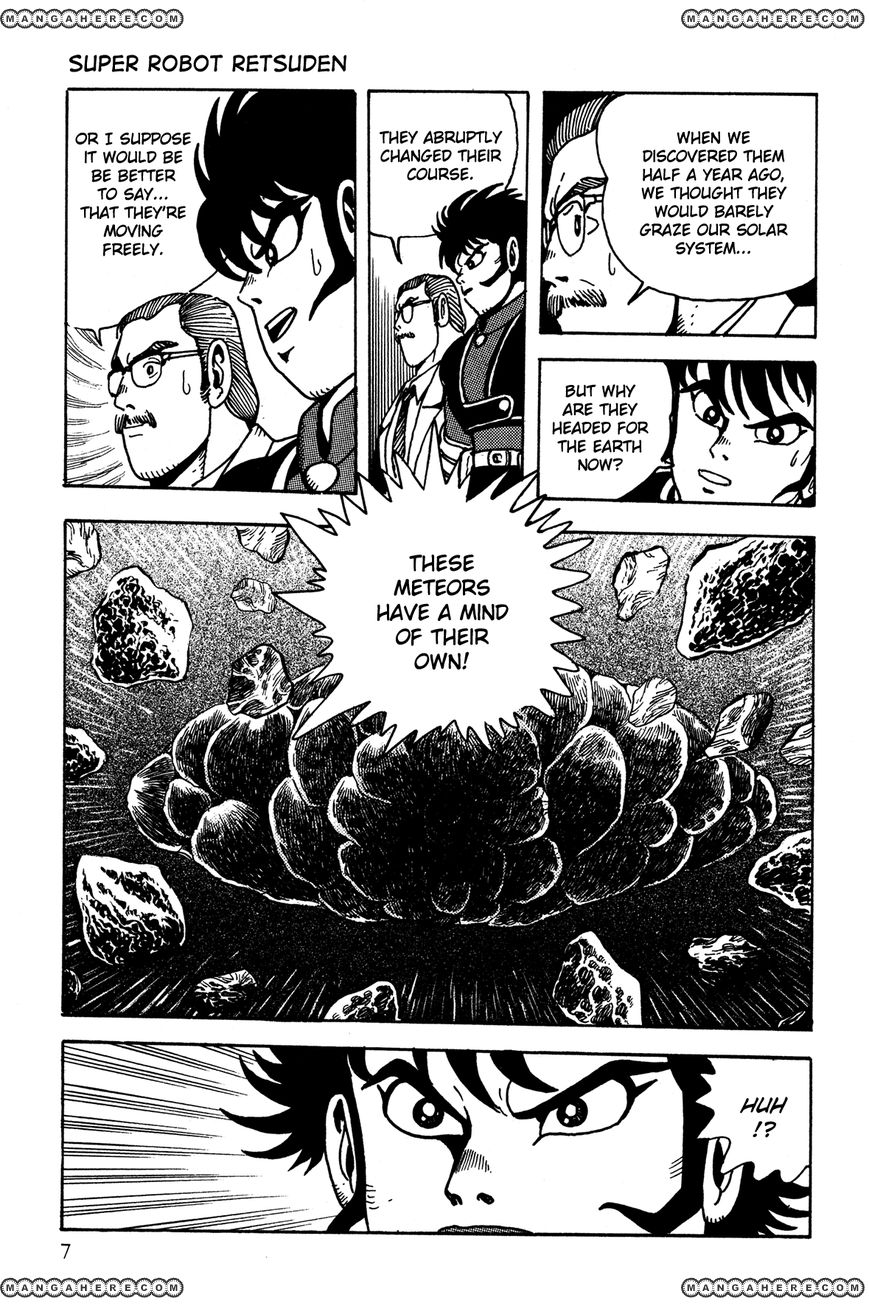 MANGAHERE.COM
MANGAHERE.COM
SUPER ROBOT RETSUDEN
WHEN WE
DISCOVERED THEM
HALF A YEAR AGO,
WE THOUGHT THEY
WOULD BARELY
GRAZE OUR SOLAR
SYSTEM...
THEY ABRUPTLY
CHANGED THEIR
COURSE.
OR I SUPPOSE
IT WOULD BE
BE BETTER
TO SAY...
THAT THEY'RE
MOVING
FREELY.
BUT WHY
ARE THEY
HEADED FOR
THE EARTH
NOW?
THESE
METEORS
HAVE A MIND
OF THEIR
OWN!
HUH
!?
7
MANGAHERE.COM
MANGAHERE.COM